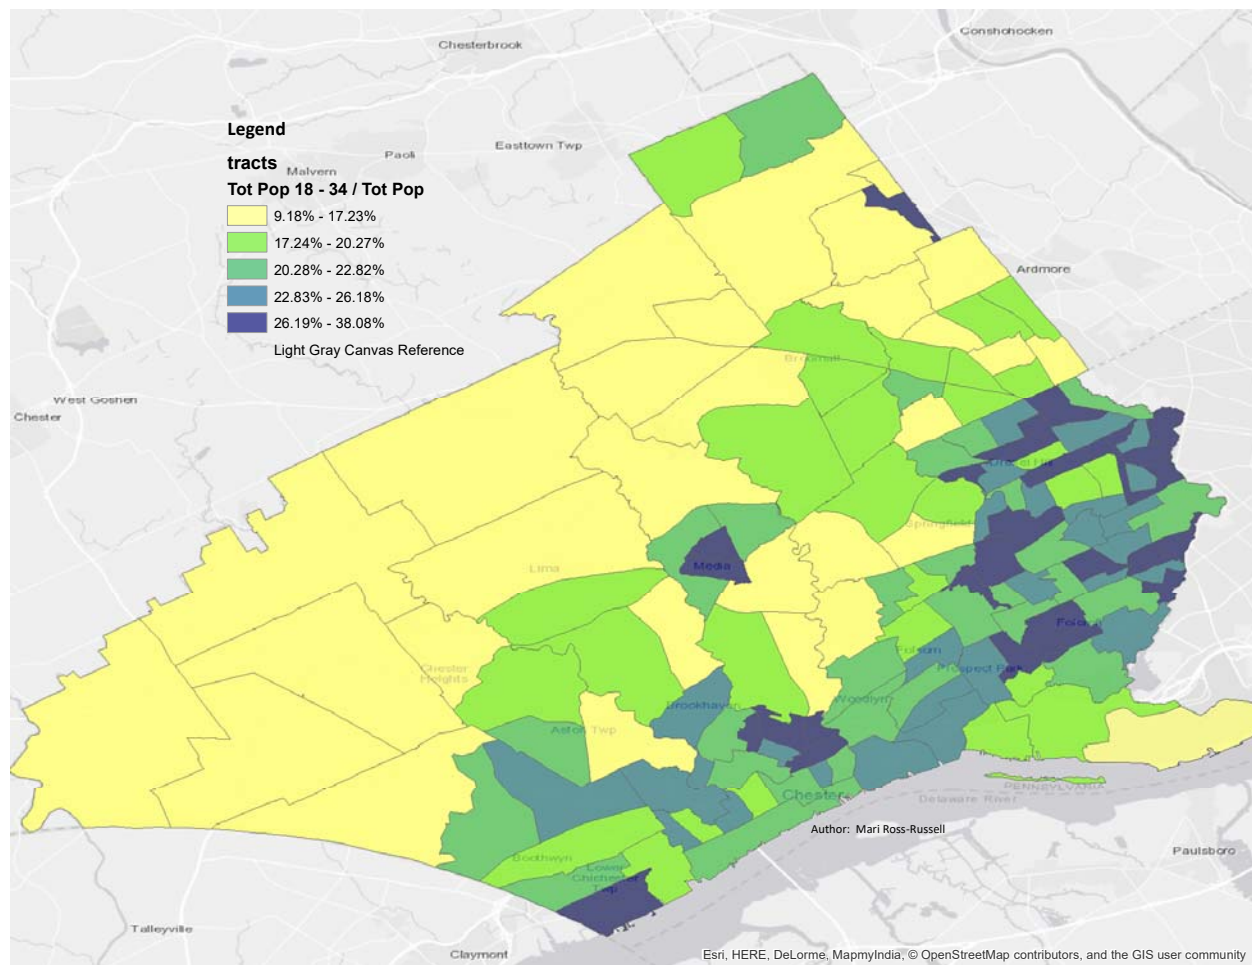 Conshohocken
Chesterbrook
Legend
Easttown Twp
Paoli
tracts
Malvern
Tot Pop 18 - 34 / Tot Pop
9.18% - 17.23%
17.24% - 20.27%
20.28% - 22.82%
22.83% - 26.18%
26.19% - 38.08%
Light Gray Canvas Reference
Ardmore
Broomall
West Goshen
Chester
Drexel Hill
Springfield
Media
Lima
Folcroft
Folsum
Chester
Heights
Prospect Park
Woodlyn
Brookhaven
Aston Twp
PENNSYLVANIA
Chester
Delaware River
Author: Mari Ross-Russell
Paulsboro
Boothwyn
Lower
Chichester
Twp
Talleyville
Claymont
Esri, HERE, DeLorme, MapmyIndia, © OpenStreetMap contributors, and the GIS user community